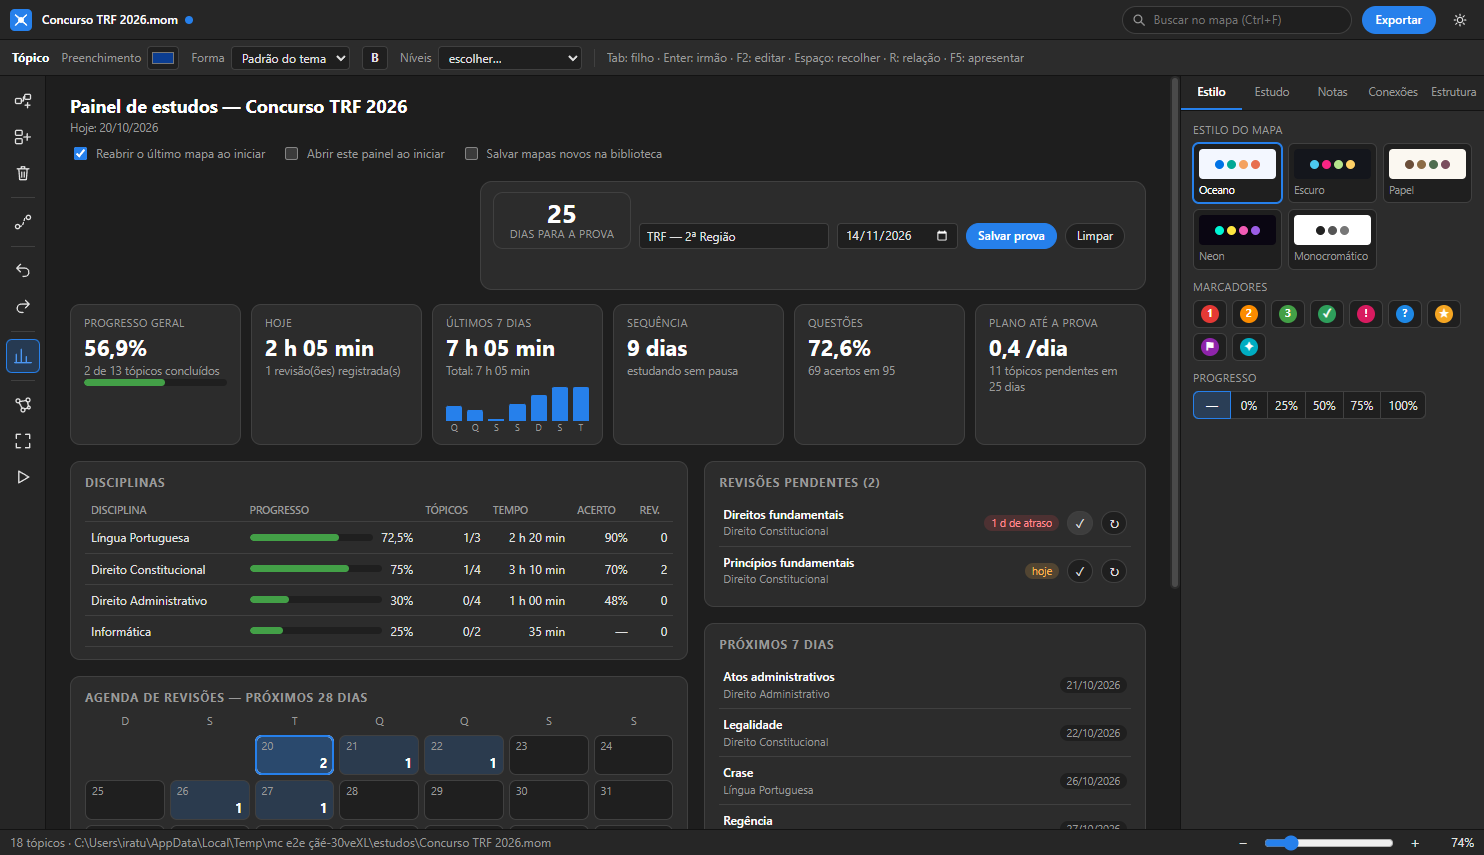 Concurso TRF 2026.mom
Buscar no mapa (Ctrl+F)
Exportar
Tópico
Preenchimento
Forma
Padrão do tema
B
Níveis
escolher...
Tab: filho · Enter: irmão · F2: editar · Espaço: recolher · R: relação · F5: apresentar
Painel de estudos — Concurso TRF 2026
Hoje: 20/10/2026
Reabrir o último mapa ao iniciar
Abrir este painel ao iniciar
Salvar mapas novos na biblioteca
25
DIAS PARA A PROVA
TRF — 2ª Região
14/11/2026
Salvar prova
Limpar
PROGRESSO GERAL
56,9%
2 de 13 tópicos concluídos
HOJE
2 h 05 min
1 revisão(ões) registrada(s)
ÚLTIMOS 7 DIAS
7 h 05 min
Total: 7 h 05 min
Q Q S S D S T
SEQUÊNCIA
9 dias
estudando sem pausa
QUESTÕES
72,6%
69 acertos em 95
PLANO ATÉ A PROVA
0,4 /dia
11 tópicos pendentes em
25 dias
DISCIPLINAS
DISCIPLINA PROGRESSO TÓPICOS TEMPO ACERTO REV.
Língua Portuguesa 72,5% 1/3 2 h 20 min 90% 0
Direito Constitucional 75% 1/4 3 h 10 min 70% 2
Direito Administrativo 30% 0/4 1 h 00 min 48% 0
Informática 25% 0/2 35 min — 0
AGENDA DE REVISÕES — PRÓXIMOS 28 DIAS
D S T Q Q S S
20 21 22 23 24
2 1 1
25 26 27 28 29 30 31
1 1
REVISÕES PENDENTES (2)
Direitos fundamentais
Direito Constitucional
1 d de atraso
Princípios fundamentais
Direito Constitucional
hoje
PRÓXIMOS 7 DIAS
Atos administrativos
Direito Administrativo
21/10/2026
Legalidade
Direito Constitucional
22/10/2026
Crase
Língua Portuguesa
26/10/2026
Regência
27/10/2026
Estilo
Estudo
Notas
Conexões
Estrutura
ESTILO DO MAPA
Oceano
Escuro
Papel
Neon
Monocromático
MARCADORES
1 2 3 ! ?
PROGRESSO
— 0% 25% 50% 75% 100%
18 tópicos · C:\Users\iratu\AppData\Local\Temp\mc e2e çãé-30veXL\estudos\Concurso TRF 2026.mom
− + 74%